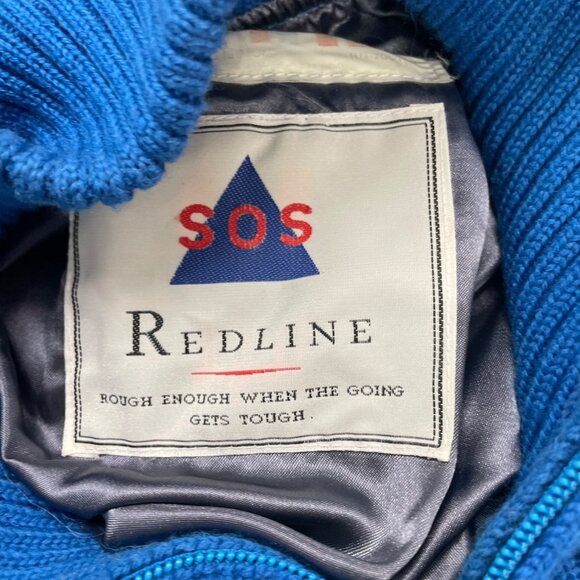 SOS
REDLINE
ROUGH ENOUGH WHEN THE GOING
GETS TOUGH.